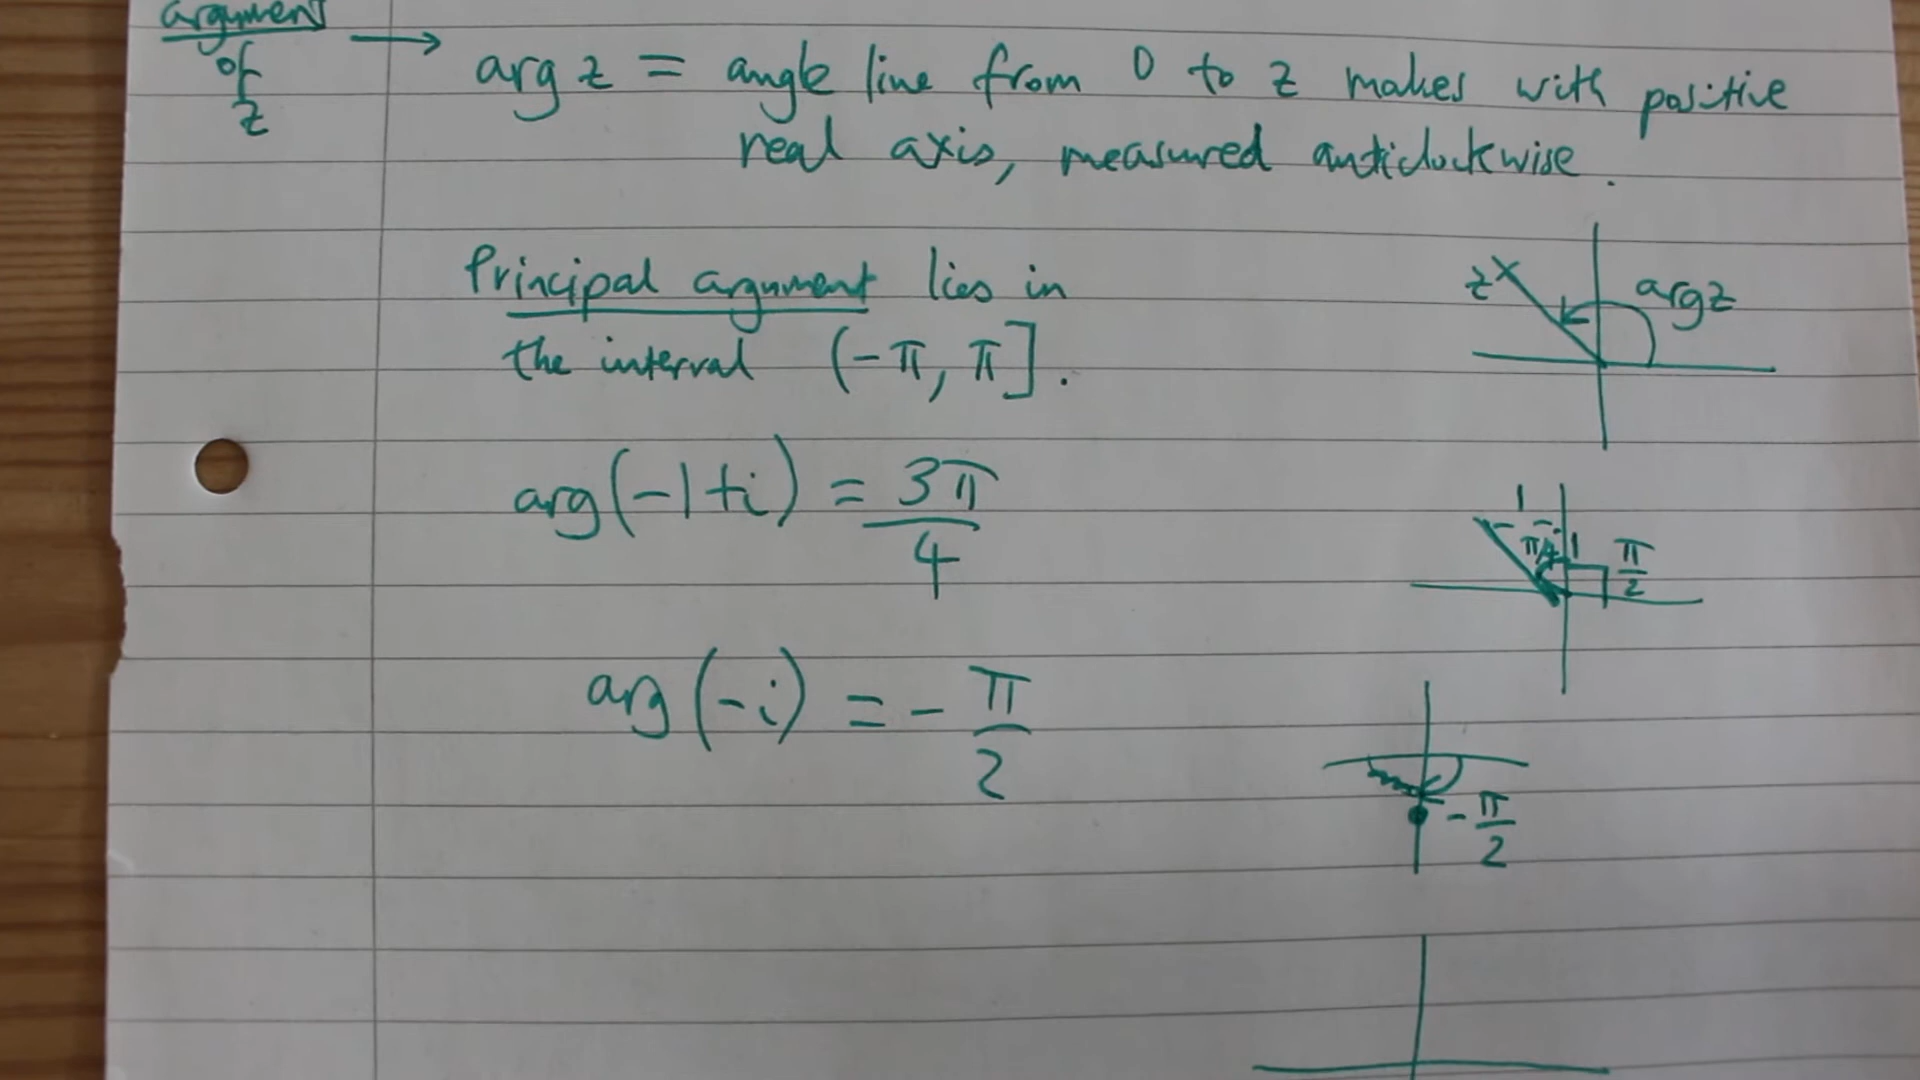 argument
of
z
→ arg z = angle line from 0 to z makes with positive
real axis, measured anticlockwise.
Principal argument lies in
the interval (-π, π].
z
arg z
arg(-1+i) = 3π/4
1
π/4
1
π/2
arg(-i) = -π/2
-π/2